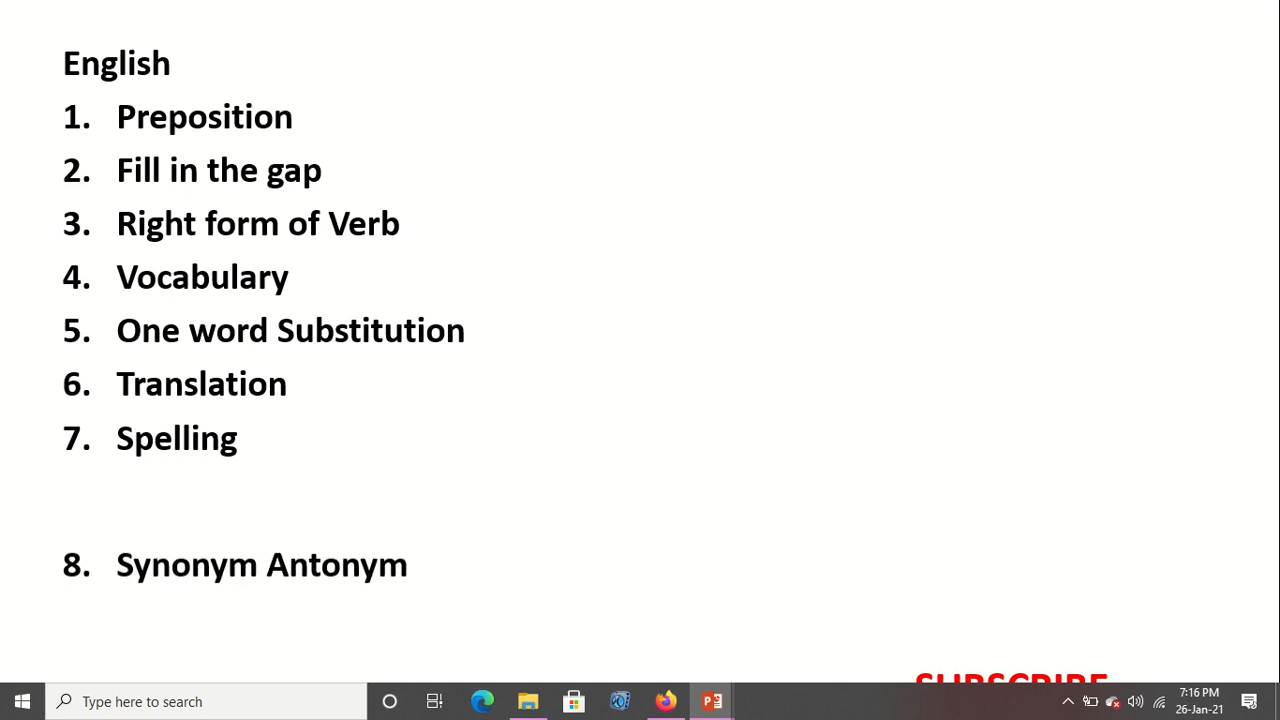 English
1. Preposition
2. Fill in the gap
3. Right form of Verb
4. Vocabulary
5. One word Substitution
6. Translation
7. Spelling
8. Synonym Antonym
SUBSCRIBE
Type here to search
7:16 PM
26-Jan-21